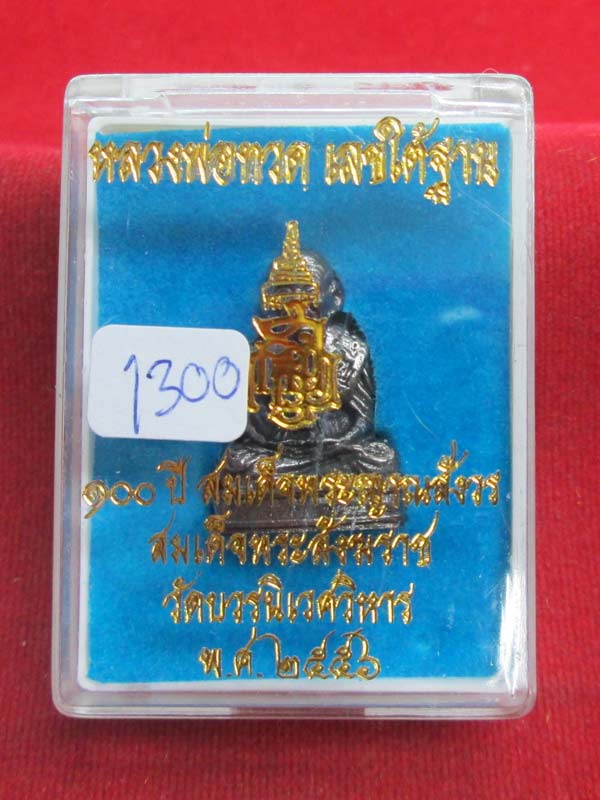 หลวงพ่อทวด เลขใต้ฐาน
1300
๑๐๐ ปี สมเด็จพระญาณสังวร
สมเด็จพระสังฆราช
วัดบวรนิเวศวิหาร
พ.ศ. ๒๕๕๖